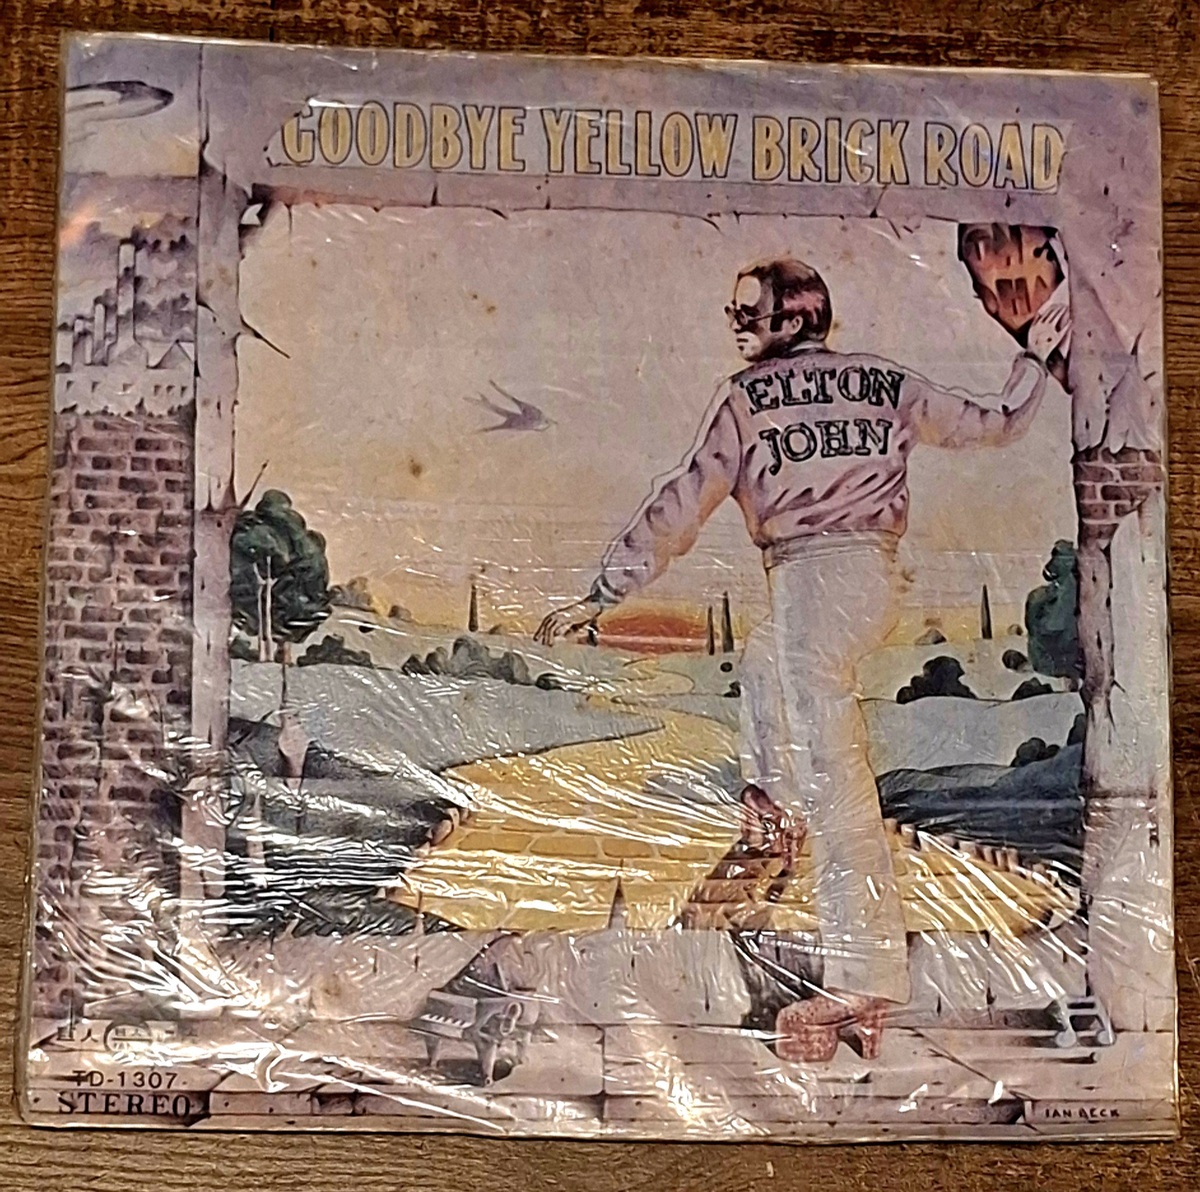 GOODBYE YELLOW BRICK ROAD
ELTON
JOHN
TD-1307
STEREO
IAN BECK